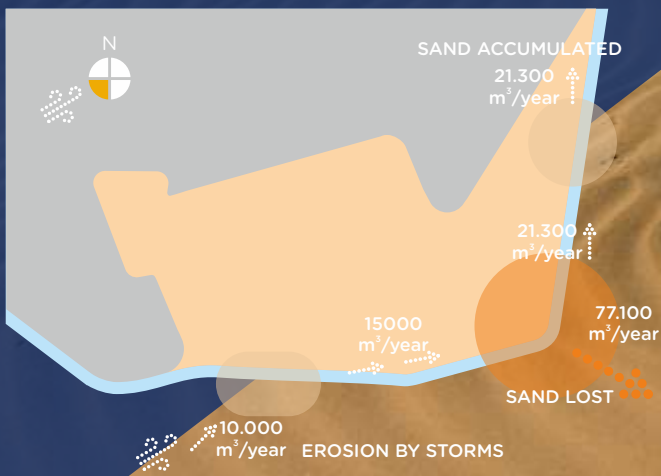 N
SAND ACCUMULATED
21.300
m³/year
21.300
m³/year
77.100
m³/year
15000
m³/year
SAND LOST
10.000
m³/year
EROSION BY STORMS